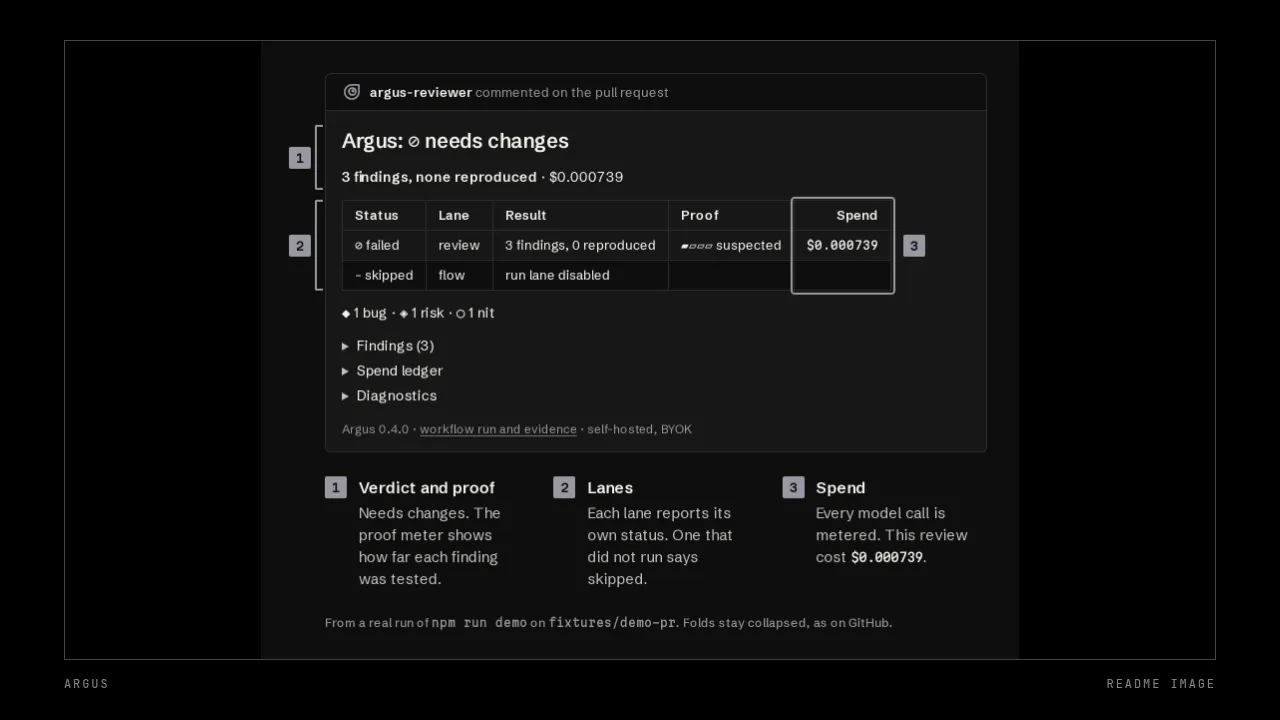 argus-reviewer commented on the pull request
Argus: ⊘ needs changes
1
3 findings, none reproduced · $0.000739
Status Lane Result Proof Spend
2
⊘ failed review 3 findings, 0 reproduced ▰▱▱▱ suspected $0.000739
3
– skipped flow run lane disabled
◆ 1 bug · ◈ 1 risk · ○ 1 nit
▶ Findings (3)
▶ Spend ledger
▶ Diagnostics
Argus 0.4.0 · workflow run and evidence · self-hosted, BYOK
1 Verdict and proof
Needs changes. The
proof meter shows
how far each finding
was tested.
2 Lanes
Each lane reports its
own status. One that
did not run says
skipped.
3 Spend
Every model call is
metered. This review
cost $0.000739.
From a real run of npm run demo on fixtures/demo-pr. Folds stay collapsed, as on GitHub.
ARGUS
README IMAGE